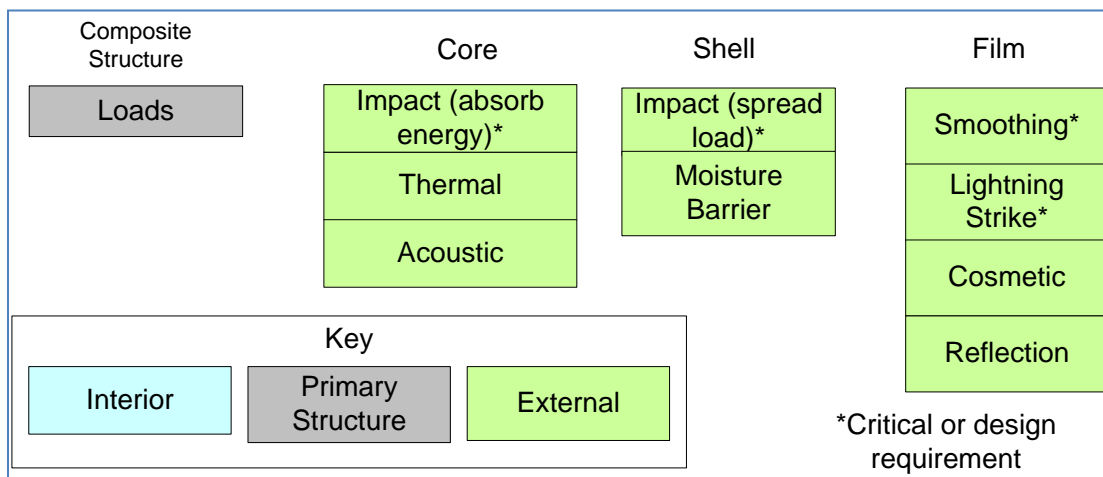 Composite
Structure
Loads
Core
Impact (absorb
energy)*
Thermal
Acoustic
Shell
Impact (spread
load)*
Moisture
Barrier
Film
Smoothing*
Lightning
Strike*
Cosmetic
Reflection
Key
Interior
Primary
Structure
External
*Critical or design
requirement